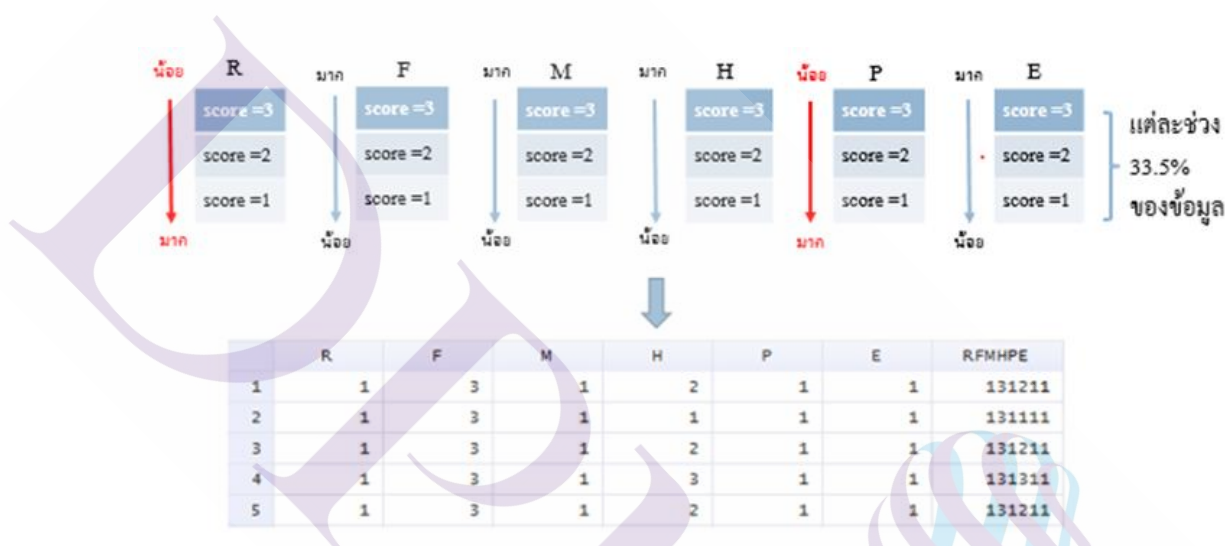 น้อย R มาก F มาก M มาก H น้อย P มาก E
score =3 score =3 score =3 score =3 score =3 score =3
score =2 score =2 score =2 score =2 score =2 score =2
score =1 score =1 score =1 score =1 score =1 score =1
มาก น้อย น้อย น้อย มาก น้อย
แต่ละช่วง
33.5%
ของข้อมูล
R F M H P E RFMHPE
1 1 3 1 2 1 1 131211
2 1 3 1 1 1 1 131111
3 1 3 1 2 1 1 131211
4 1 3 1 3 1 1 131311
5 1 3 1 2 1 1 131211